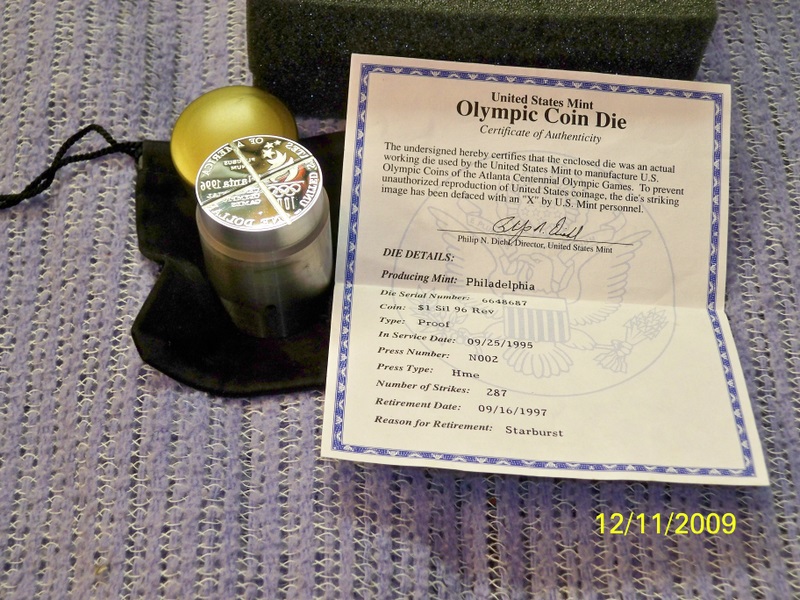 United States Mint
Olympic Coin Die
Certificate of Authenticity
The undersigned hereby certifies that the enclosed die was an actual
working die used by the United States Mint to manufacture U.S.
Olympic Coins of the Atlanta Centennial Olympic Games. To prevent
unauthorized reproduction of United States coinage, the die's striking
image has been defaced with an "X" by U.S. Mint personnel.
Philip N. Diehl, Director, United States Mint
DIE DETAILS:
Producing Mint: Philadelphia
Die Serial Number: 6648687
Coin: $1 Sil 96 Rev
Type: Proof
In Service Date: 09/25/1995
Press Number: N002
Press Type: Hme
Number of Strikes: 287
Retirement Date: 09/16/1997
Reason for Retirement: Starburst
12/11/2009